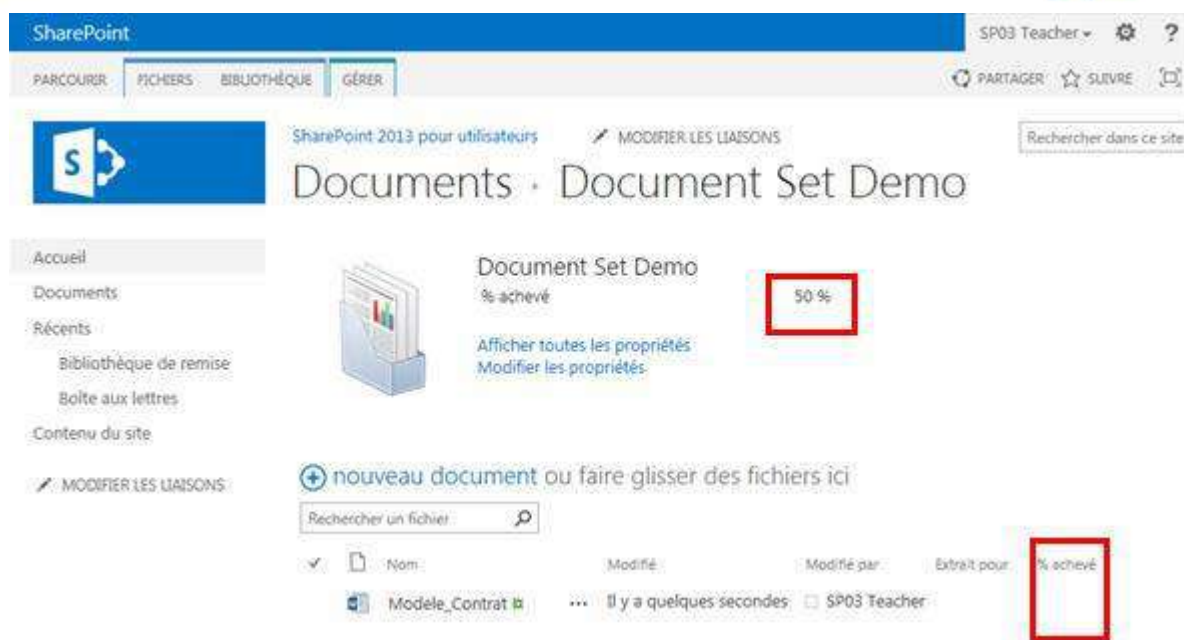 SharePoint
SP03 Teacher
?
PARCOURIR FICHIERS BIBLIOTHÈQUE GÉRER
PARTAGER SUIVRE
S
SharePoint 2013 pour utilisateurs MODIFIER LES LIAISONS
Rechercher dans ce site
Documents · Document Set Demo
Accueil
Documents
Récents
Bibliothèque de remise
Boîte aux lettres
Contenu du site
MODIFIER LES LIAISONS
Document Set Demo
% achevé 50 %
Afficher toutes les propriétés
Modifier les propriétés
nouveau document ou faire glisser des fichiers ici
Rechercher un fichier
Nom Modifié Modifié par Extrait pour % achevé
Modele_Contrat ... Il y a quelques secondes SP03 Teacher